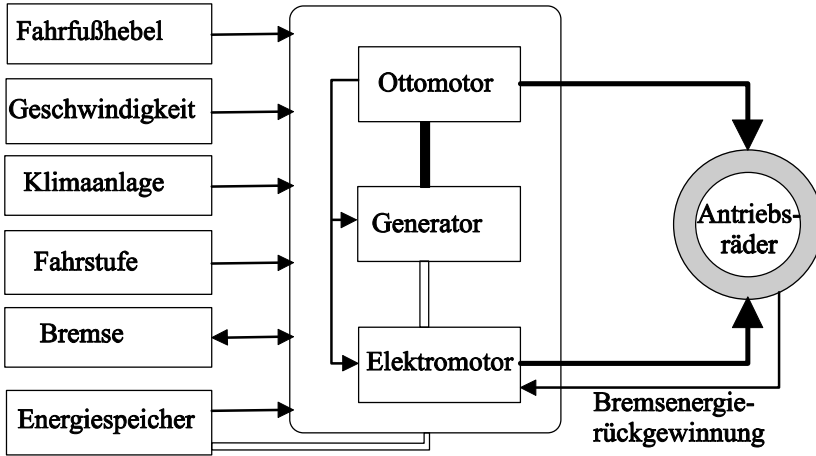 Fahrfußhebel
Geschwindigkeit
Klimaanlage
Fahrstufe
Bremse
Energiespeicher
Ottomotor
Generator
Elektromotor
Antriebs-
räder
Bremsenergie-
rückgewinnung